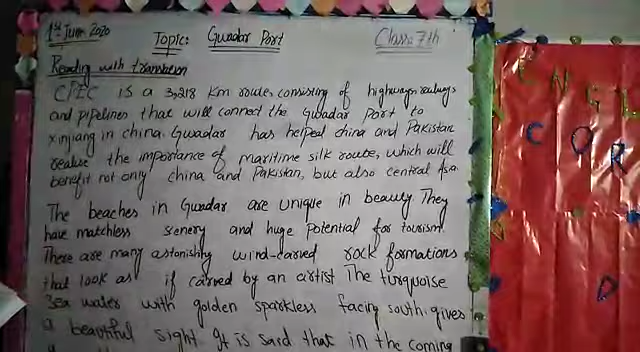 1st June 2020
Topic: Gwadar Port
Class: 7th
Reading with translation
CPEC is a 3,218 Km route, consisting of highways, railways
and pipelines that will connect the Gwadar Port to
xinjiang in china. Gwadar has helped china and Pakistan
realise the importance of maritime silk route, which will
benefit not only china and Pakistan, but also central Asia.
The beaches in Gwadar are unique in beauty. They
have matchless scenery and huge potential for tourism.
There are many astonishly wind-carved rock formations
that look as if carved by an artist. The turquoise
sea water with golden sparkless facing south, gives
a beautiful sight. It is said that in the coming
ENGL
COR
D